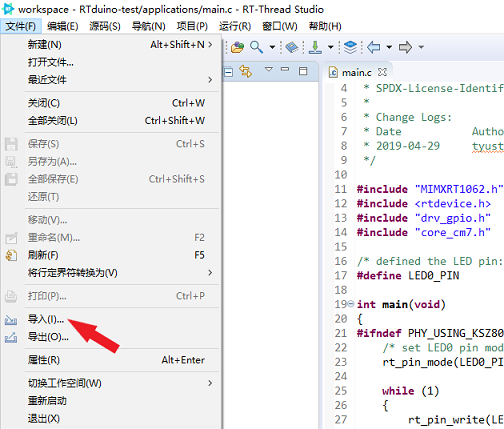 workspace - RTduino-test/applications/main.c - RT-Thread Studio
文件(F) 编辑(E) 源码(S) 导航(N) 项目(P) 运行(R) 窗口(W) 帮助(H)
新建(N) Alt+Shift+N
打开文件...
最近文件
关闭(C) Ctrl+W
全部关闭(L) Ctrl+Shift+W
保存(S) Ctrl+S
另存为(A)...
全部保存(E) Ctrl+Shift+S
还原(T)
移动(V)...
重命名(M)... F2
刷新(F) F5
将行定界符转换为(V)
打印(P)... Ctrl+P
导入(I)...
导出(O)...
属性(R) Alt+Enter
切换工作空间(W)
重新启动
退出(X)
main.c
4 * SPDX-License-Identif
5 *
6 * Change Logs:
7 * Date Autho
8 * 2019-04-29 tyust
9 */
10
11 #include "MIMXRT1062.h"
12 #include <rtdevice.h>
13 #include "drv_gpio.h"
14 #include "core_cm7.h"
15
16 /* defined the LED pin:
17 #define LED0_PIN
18
19 int main(void)
20 {
21 #ifndef PHY_USING_KSZ80
22 /* set LED0 pin mod
23 rt_pin_mode(LED0_PI
24
25 while (1)
26 {
27 rt_pin_write(LE